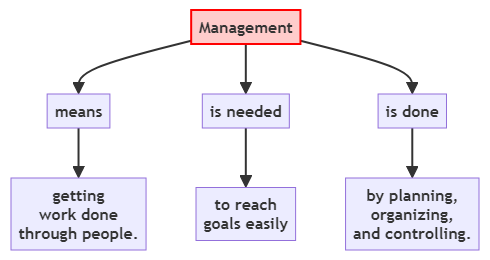 Management
means
is needed
is done
getting
work done
through people.
to reach
goals easily
by planning,
organizing,
and controlling.